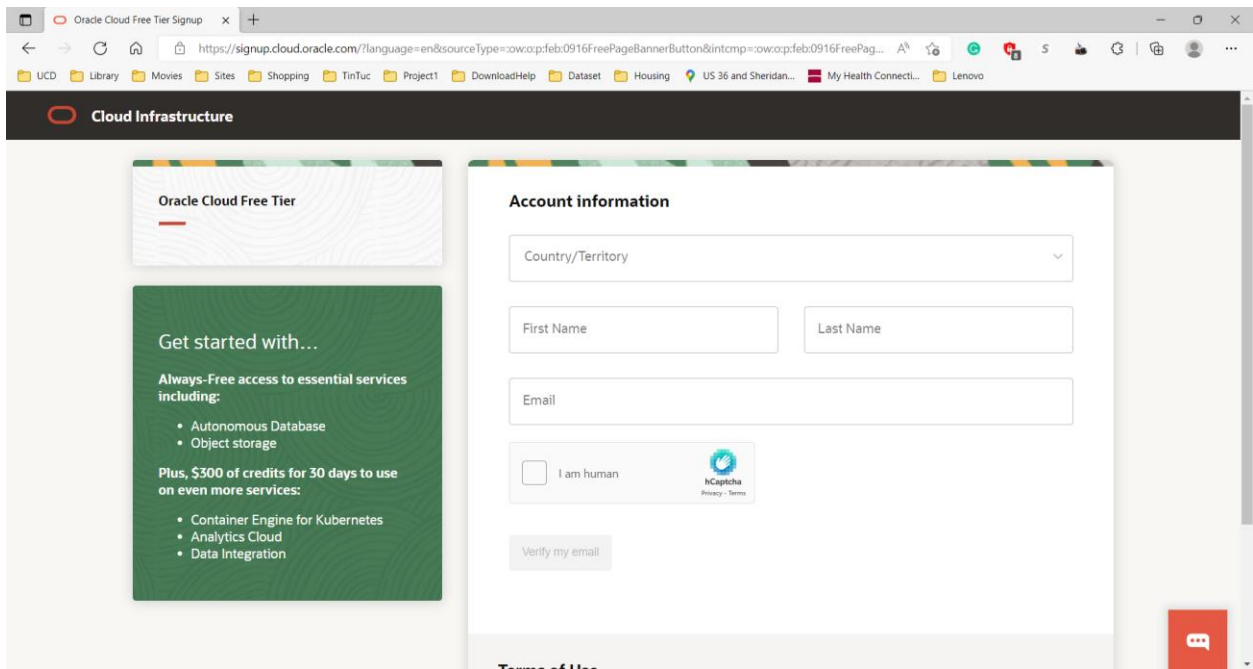 Oracle Cloud Free Tier Signup
https://signup.cloud.oracle.com/?language=en&sourceType=:ow:o:p:feb:0916FreePageBannerButton&intcmp=:ow:o:p:feb:0916FreePag...
UCD Library Movies Sites Shopping TinTuc Project1 DownloadHelp Dataset Housing US 36 and Sheridan... My Health Connecti... Lenovo
Cloud Infrastructure
Oracle Cloud Free Tier
Get started with...
Always-Free access to essential services
including:
• Autonomous Database
• Object storage
Plus, $300 of credits for 30 days to use
on even more services:
• Container Engine for Kubernetes
• Analytics Cloud
• Data Integration
Account information
Country/Territory
First Name Last Name
Email
I am human
hCaptcha
Privacy - Terms
Verify my email